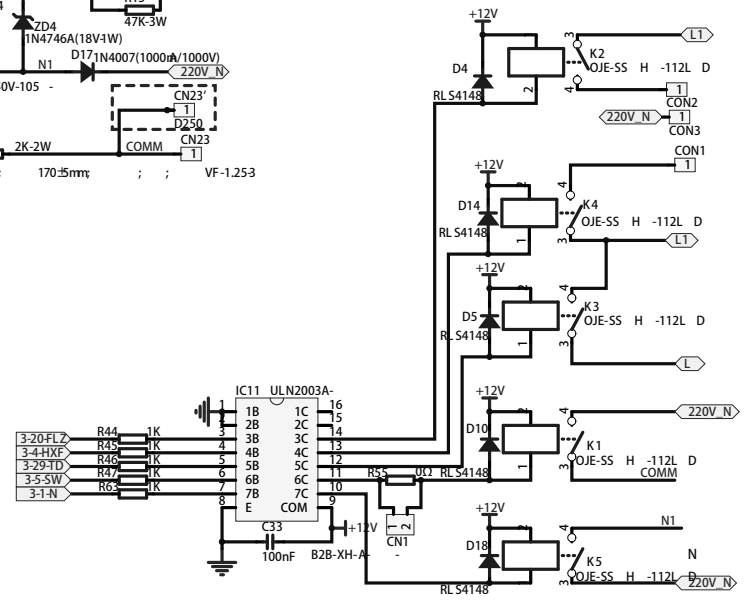 47K-3W
ZD4
1N4746A(18V-1W)
N1
D17
1N4007(1000mA/1000V)
220V_N
0V-105 -
CN23'
1
D250
CN23
1
2K-2W
COMM
170±5mm;
;
;
VF-1.25-3
+12V
D4
RLS4148
2
3
4
K2
OJE-SS H -112L D
L1
1
CON2
220V_N
1
CON3
CON1
1
+12V
D14
RLS4148
2
1
4
3
K4
OJE-SS H -112L D
L1
+12V
D5
RLS4148
2
1
4
3
K3
OJE-SS H -112L D
L
+12V
D10
RLS4148
2
1
4
3
K1
OJE-SS H -112L D
220V_N
COMM
+12V
D18
RLS4148
2
1
4
3
K5
OJE-SS H -112L D
N1
N
220V_N
IC11 ULN2003A-
1 1B 1C 16
2 2B 2C 15
3 3B 3C 14
4 4B 4C 13
5 5B 5C 12
6 6B 6C 11
7 7B 7C 10
8 E COM 9
3-20-FLZ R44 1K
3-4-HXF R45 1K
3-29-TD R46 1K
3-5-SW R47 1K
3-1-N R63 1K
R55 0Ω
1 2
CN1
B2B-XH-A- -
+12V
C33
100nF